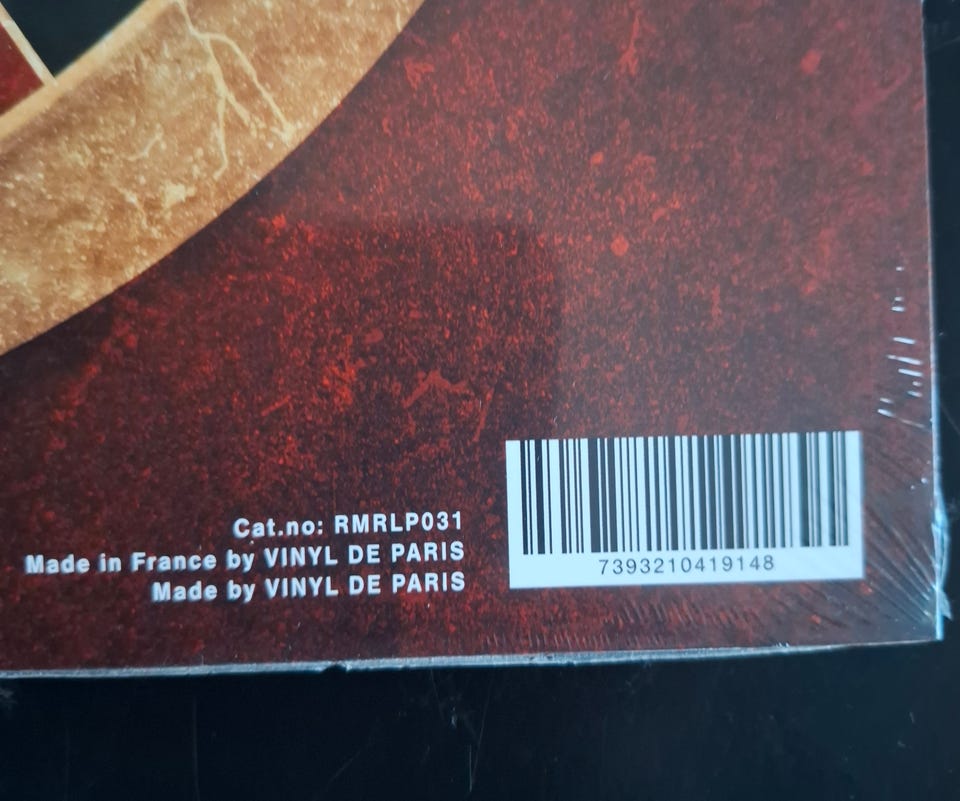 Cat.no: RMRLP031
Made in France by VINYL DE PARIS
Made by VINYL DE PARIS
7393210419148